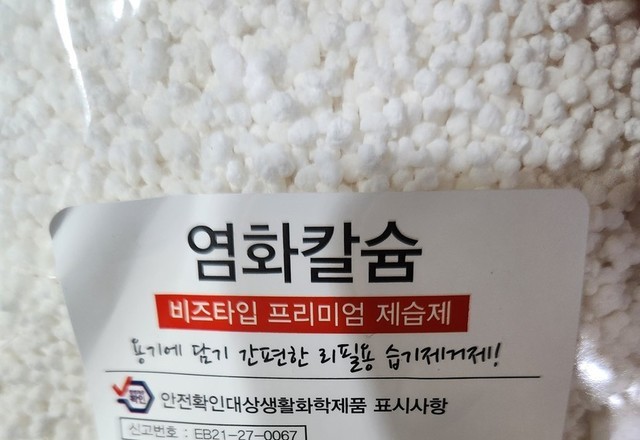 염화칼슘
비즈타입 프리미엄 제습제
용기에 담기 간편한 리필용 습기제거제!
안전확인대상생활화학제품 표시사항
신고번호 : EB21-27-0067